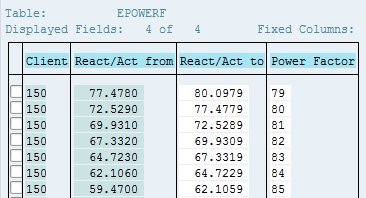 Table: EPOWERF
Displayed Fields: 4 of 4 Fixed Columns:
Client React/Act from React/Act to Power Factor
150 77.4780 80.0979 79
150 72.5290 77.4779 80
150 69.9310 72.5289 81
150 67.3320 69.9309 82
150 64.7230 67.3319 83
150 62.1060 64.7229 84
150 59.4700 62.1059 85